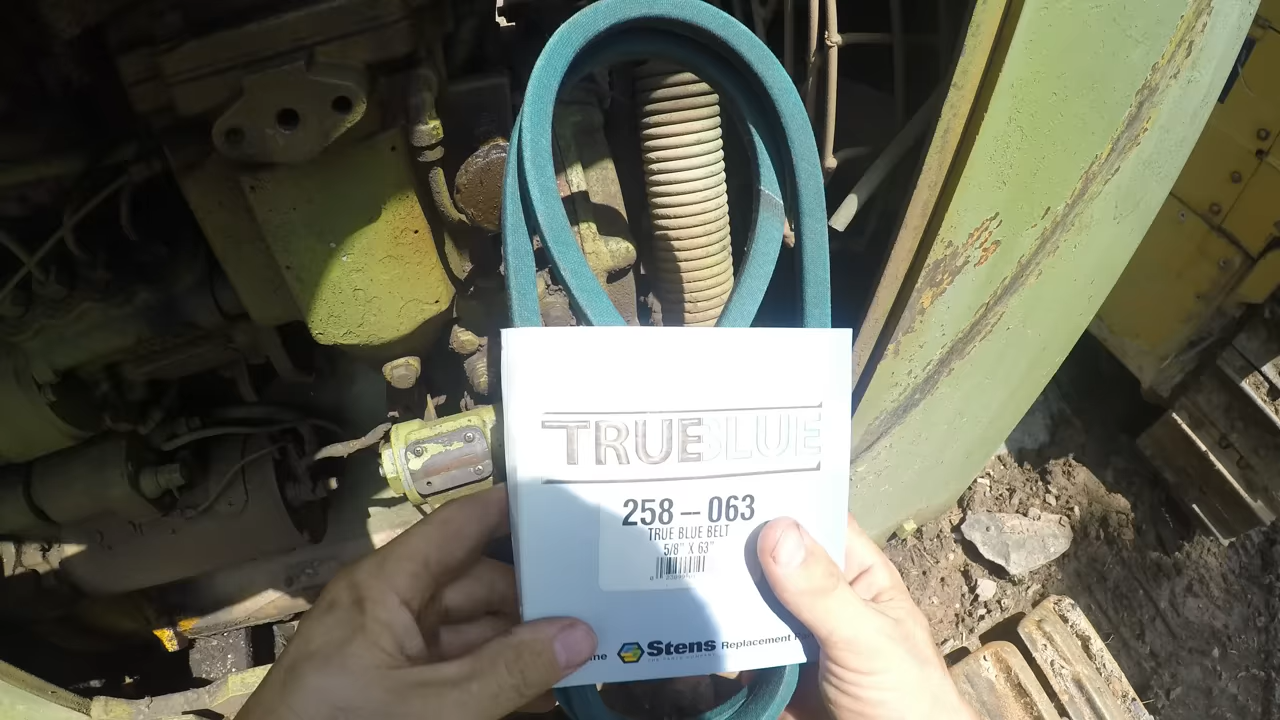 TRUEBLUE
258-063
TRUE BLUE BELT
5/8" X 63"
Stens Replacement